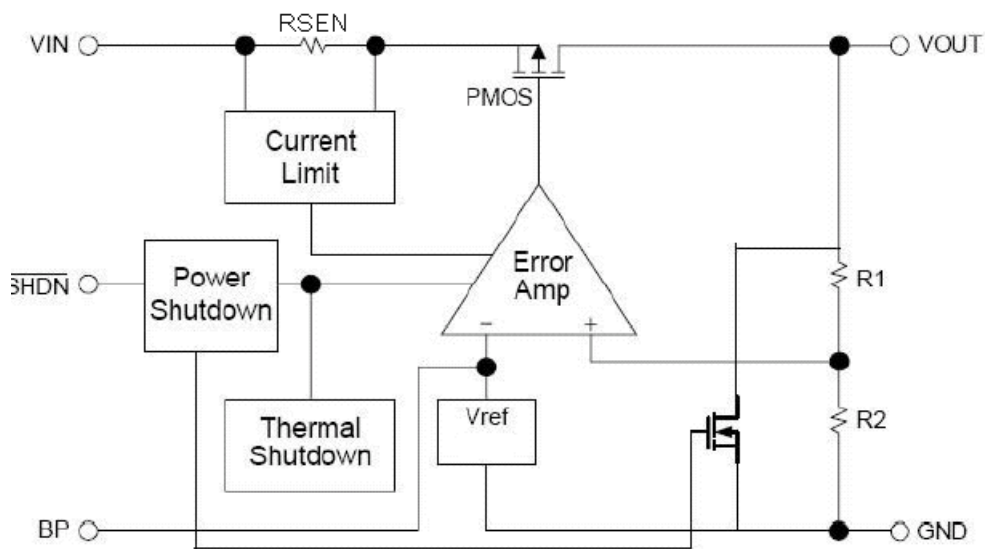 RSEN
VIN
VOUT
PMOS
Current
Limit
Error
Amp
SHDN
Power
Shutdown
R1
−
+
Vref
R2
Thermal
Shutdown
BP
GND